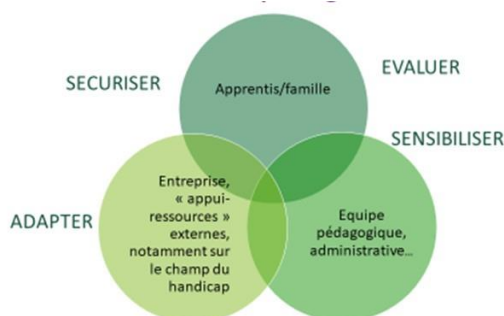 EVALUER
SECURISER
Apprentis/famille
SENSIBILISER
Entreprise,
« appui-
ressources »
externes,
notamment sur
le champ du
handicap
ADAPTER
Equipe
pédagogique,
administrative...